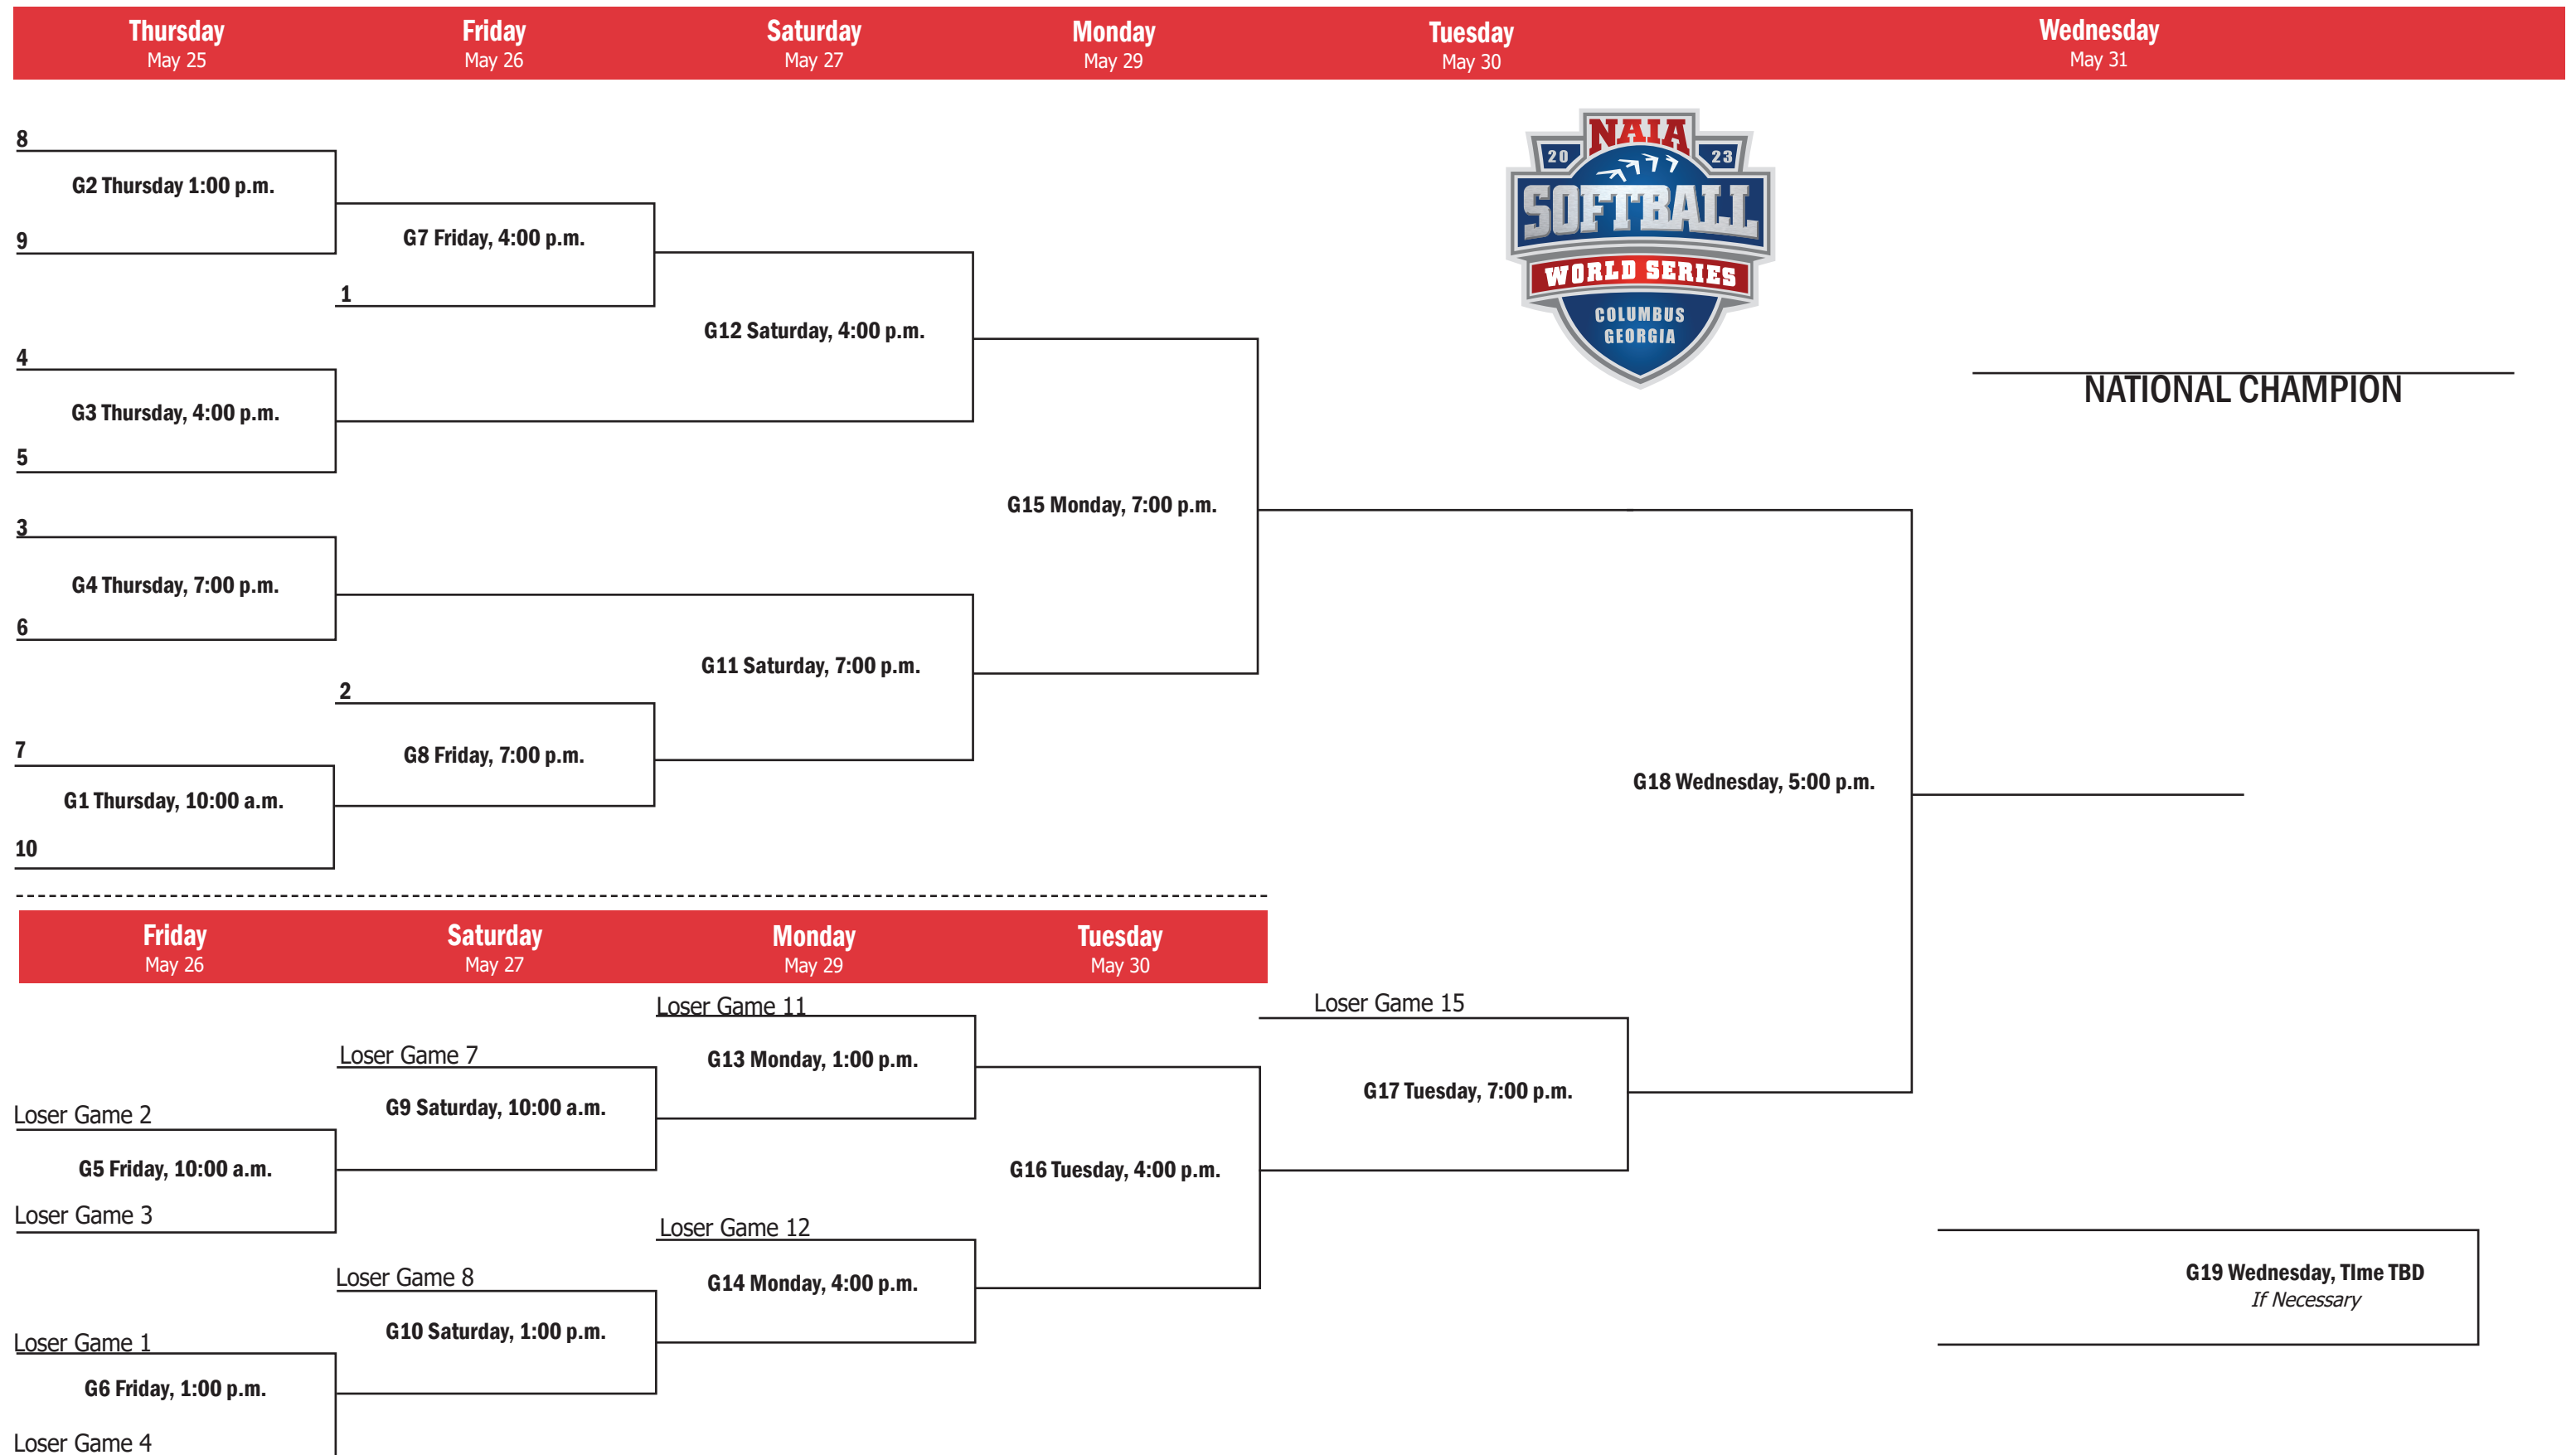 Thursday
May 25
Friday
May 26
Saturday
May 27
Monday
May 29
Tuesday
May 30
Wednesday
May 31
NAIA
20 23
SOFTBALL
WORLD SERIES
COLUMBUS
GEORGIA
NATIONAL CHAMPION
8
G2 Thursday 1:00 p.m.
9
G7 Friday, 4:00 p.m.
1
G12 Saturday, 4:00 p.m.
4
G3 Thursday, 4:00 p.m.
5
G15 Monday, 7:00 p.m.
3
G4 Thursday, 7:00 p.m.
6
G11 Saturday, 7:00 p.m.
2
G8 Friday, 7:00 p.m.
7
G1 Thursday, 10:00 a.m.
10
G18 Wednesday, 5:00 p.m.
Friday
May 26
Saturday
May 27
Monday
May 29
Tuesday
May 30
Loser Game 11
Loser Game 15
G13 Monday, 1:00 p.m.
Loser Game 7
G9 Saturday, 10:00 a.m.
G17 Tuesday, 7:00 p.m.
Loser Game 2
G5 Friday, 10:00 a.m.
Loser Game 3
G16 Tuesday, 4:00 p.m.
Loser Game 12
G14 Monday, 4:00 p.m.
Loser Game 8
G10 Saturday, 1:00 p.m.
Loser Game 1
G6 Friday, 1:00 p.m.
Loser Game 4
G19 Wednesday, TIme TBD
If Necessary